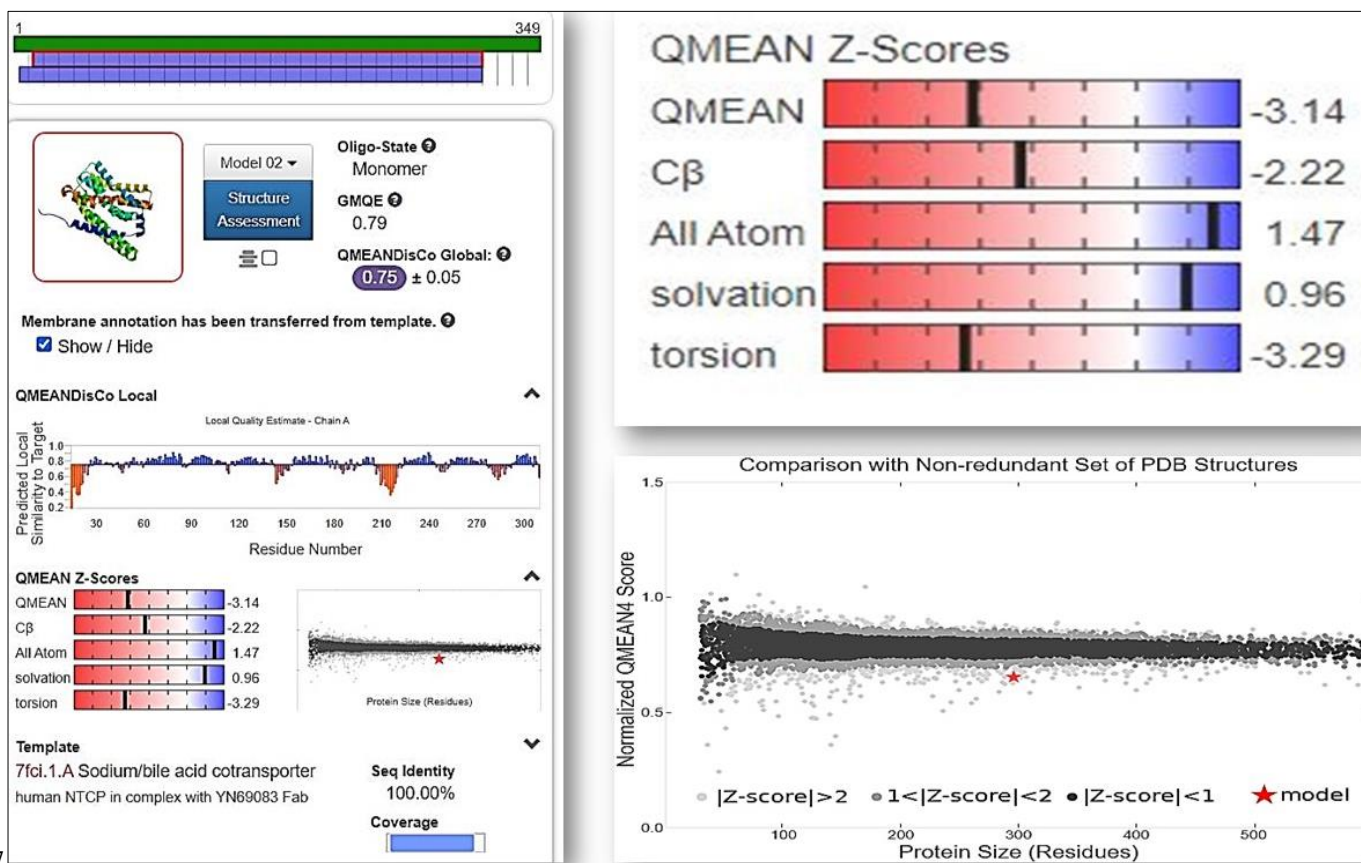 1 349
Model 02
Structure
Assessment
Oligo-State
Monomer
GMQE
0.79
QMEANDisCo Global:
0.75 ± 0.05
Membrane annotation has been transferred from template.
Show / Hide
QMEANDisCo Local
Local Quality Estimate - Chain A
Predicted Local
Similarity to Target
1.0
0.8
0.6
0.4
0.2
30 60 90 120 150 180 210 240 270 300
Residue Number
QMEAN Z-Scores
QMEAN -3.14
Cβ -2.22
All Atom 1.47
solvation 0.96
torsion -3.29
Protein Size (Residues)
Template
7fci.1.A Sodium/bile acid cotransporter
human NTCP in complex with YN69083 Fab
Seq Identity
100.00%
Coverage
QMEAN Z-Scores
QMEAN -3.14
Cβ -2.22
All Atom 1.47
solvation 0.96
torsion -3.29
Comparison with Non-redundant Set of PDB Structures
Normalized QMEAN4 Score
1.5
1.0
0.5
0.0
|Z-score|>2 1<|Z-score|<2 |Z-score|<1 model
100 200 300 400 500
Protein Size (Residues)